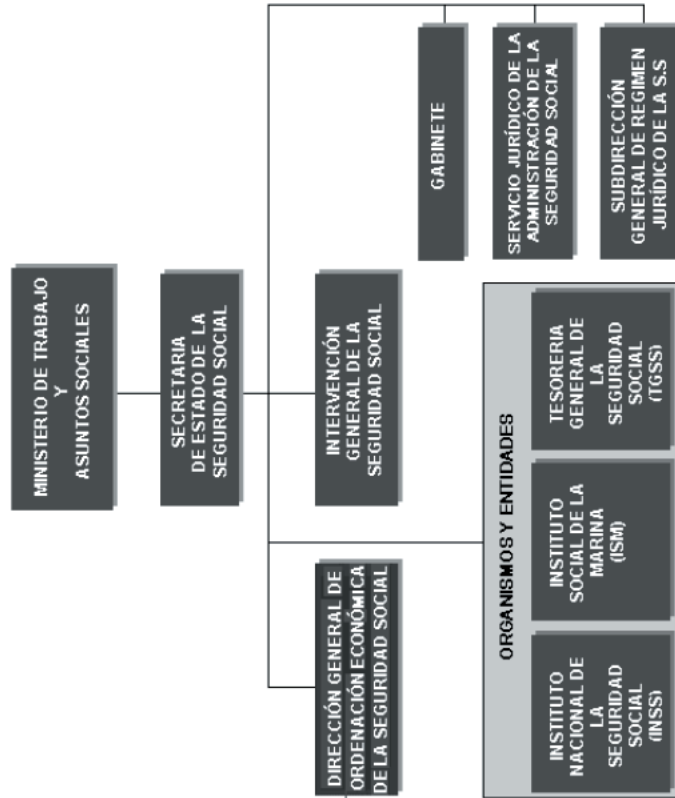 MINISTERIO DE TRABAJO
Y
ASUNTOS SOCIALES
SECRETARIA
DE ESTADO DE LA
SEGURIDAD SOCIAL
DIRECCIÓN GENERAL DE
ORDENACIÓN ECONÓMICA
DE LA SEGURIDAD SOCIAL
INTERVENCIÓN
GENERAL DE LA
SEGURIDAD SOCIAL
GABINETE
SERVICIO JURÍDICO DE LA
ADMINISTRACIÓN DE LA
SEGURIDAD SOCIAL
SUBDIRECCIÓN
GENERAL DE REGIMEN
JURÍDICO DE LA S.S
ORGANISMOS Y ENTIDADES
INSTITUTO
NACIONAL DE
LA
SEGURIDAD
SOCIAL
(INSS)
INSTITUTO
SOCIAL DE LA
MARINA
(ISM)
TESORERIA
GENERAL DE
LA
SEGURIDAD
SOCIAL
(TGSS)